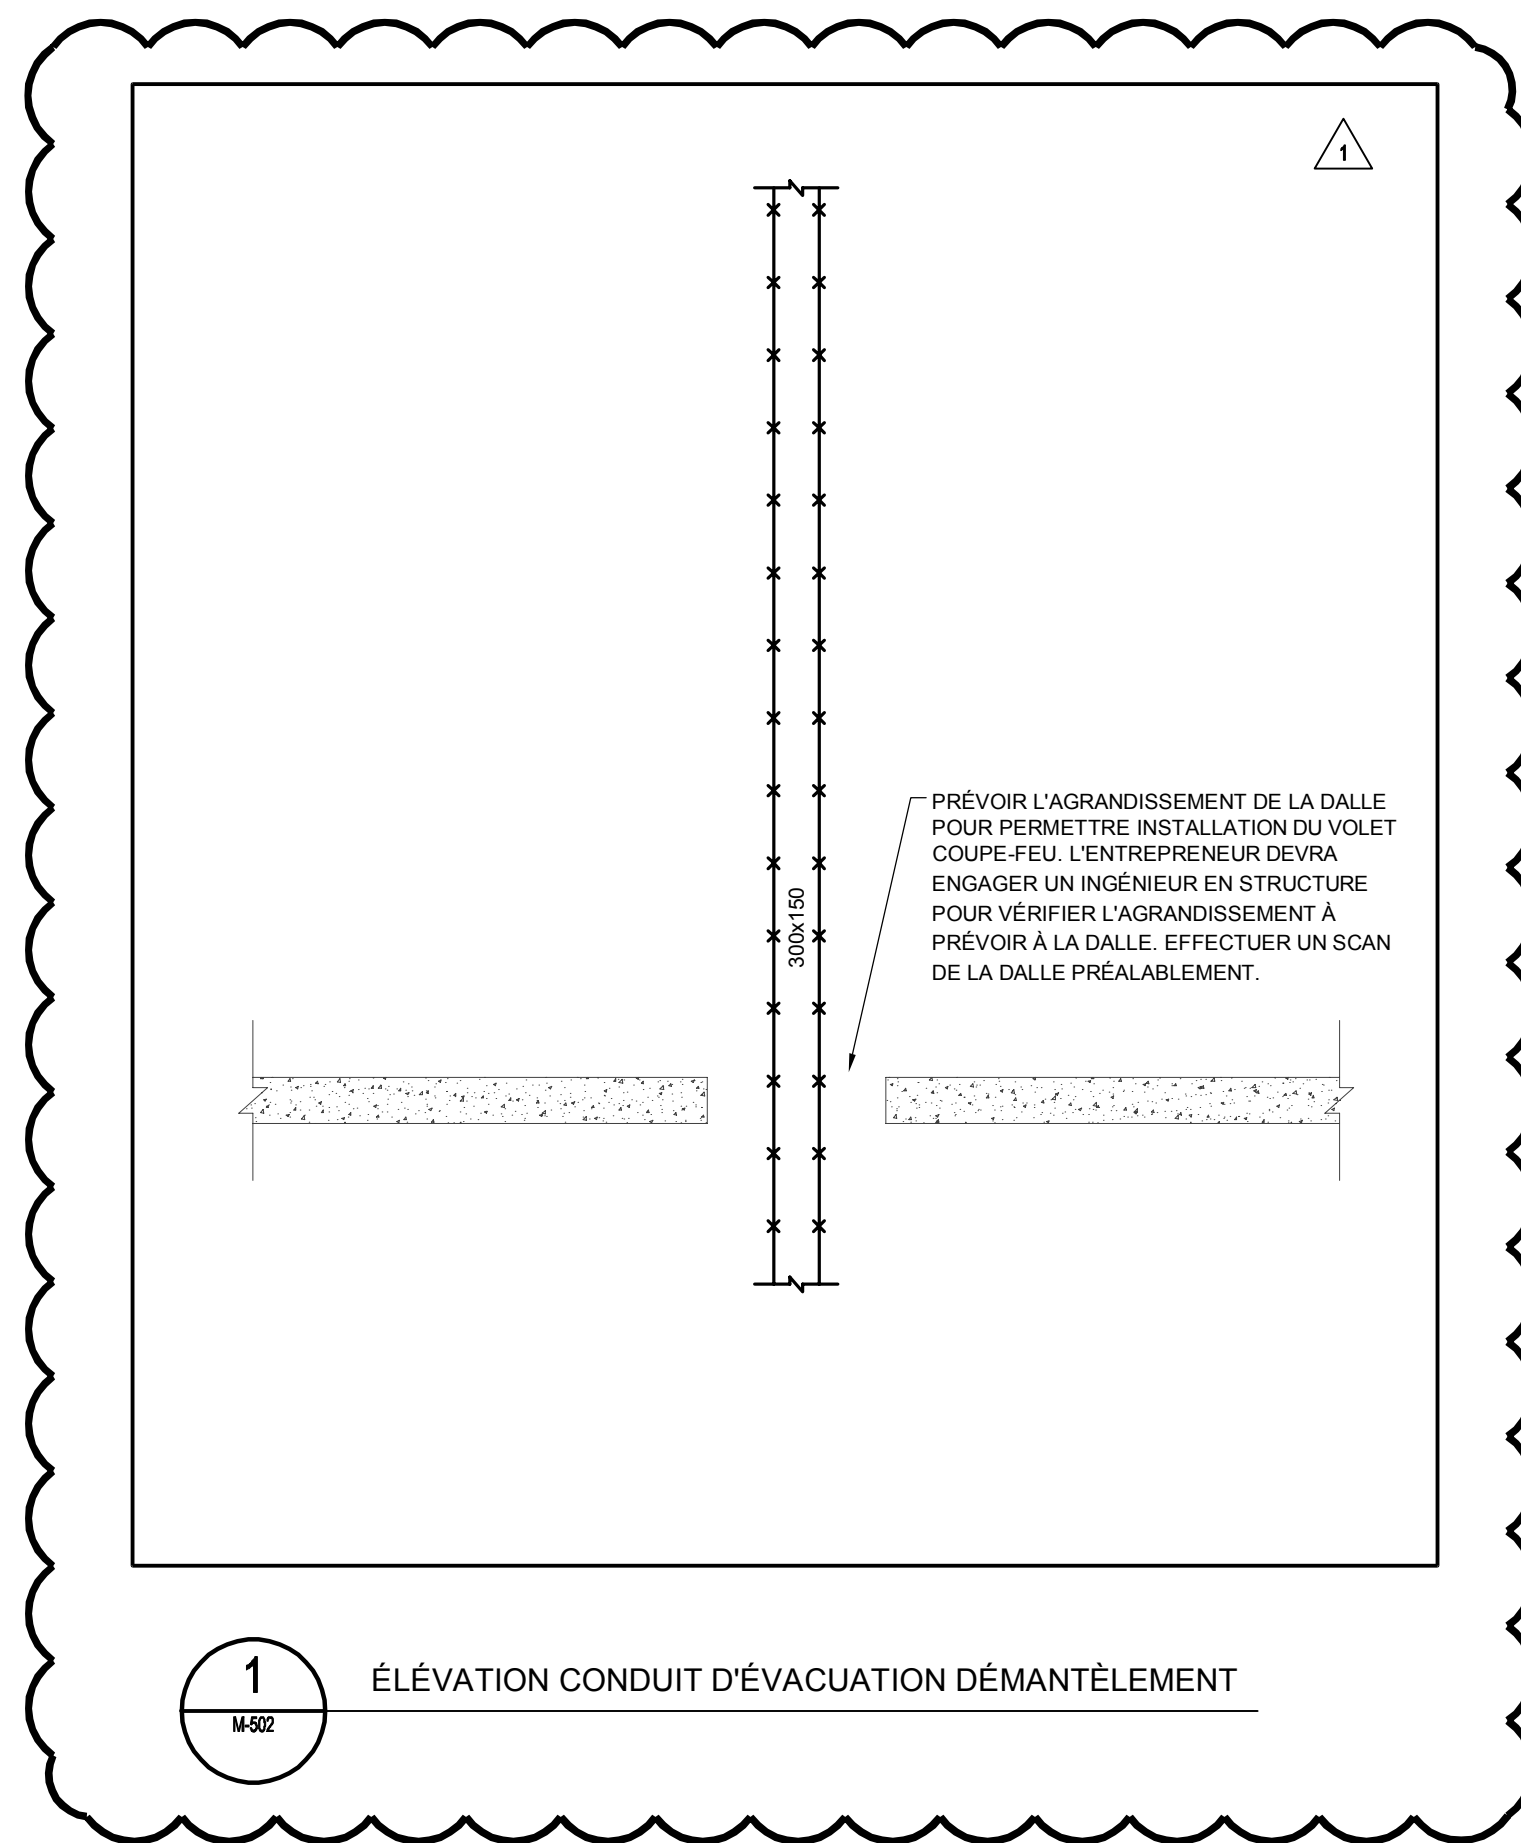 1
PRÉVOIR L'AGRANDISSEMENT DE LA DALLE
POUR PERMETTRE INSTALLATION DU VOLET
COUPE-FEU. L'ENTREPRENEUR DEVRA
ENGAGER UN INGÉNIEUR EN STRUCTURE
POUR VÉRIFIER L'AGRANDISSEMENT À
PRÉVOIR À LA DALLE. EFFECTUER UN SCAN
DE LA DALLE PRÉALABLEMENT.
300x150
1
M-502
ÉLÉVATION CONDUIT D'ÉVACUATION DÉMANTÈLEMENT